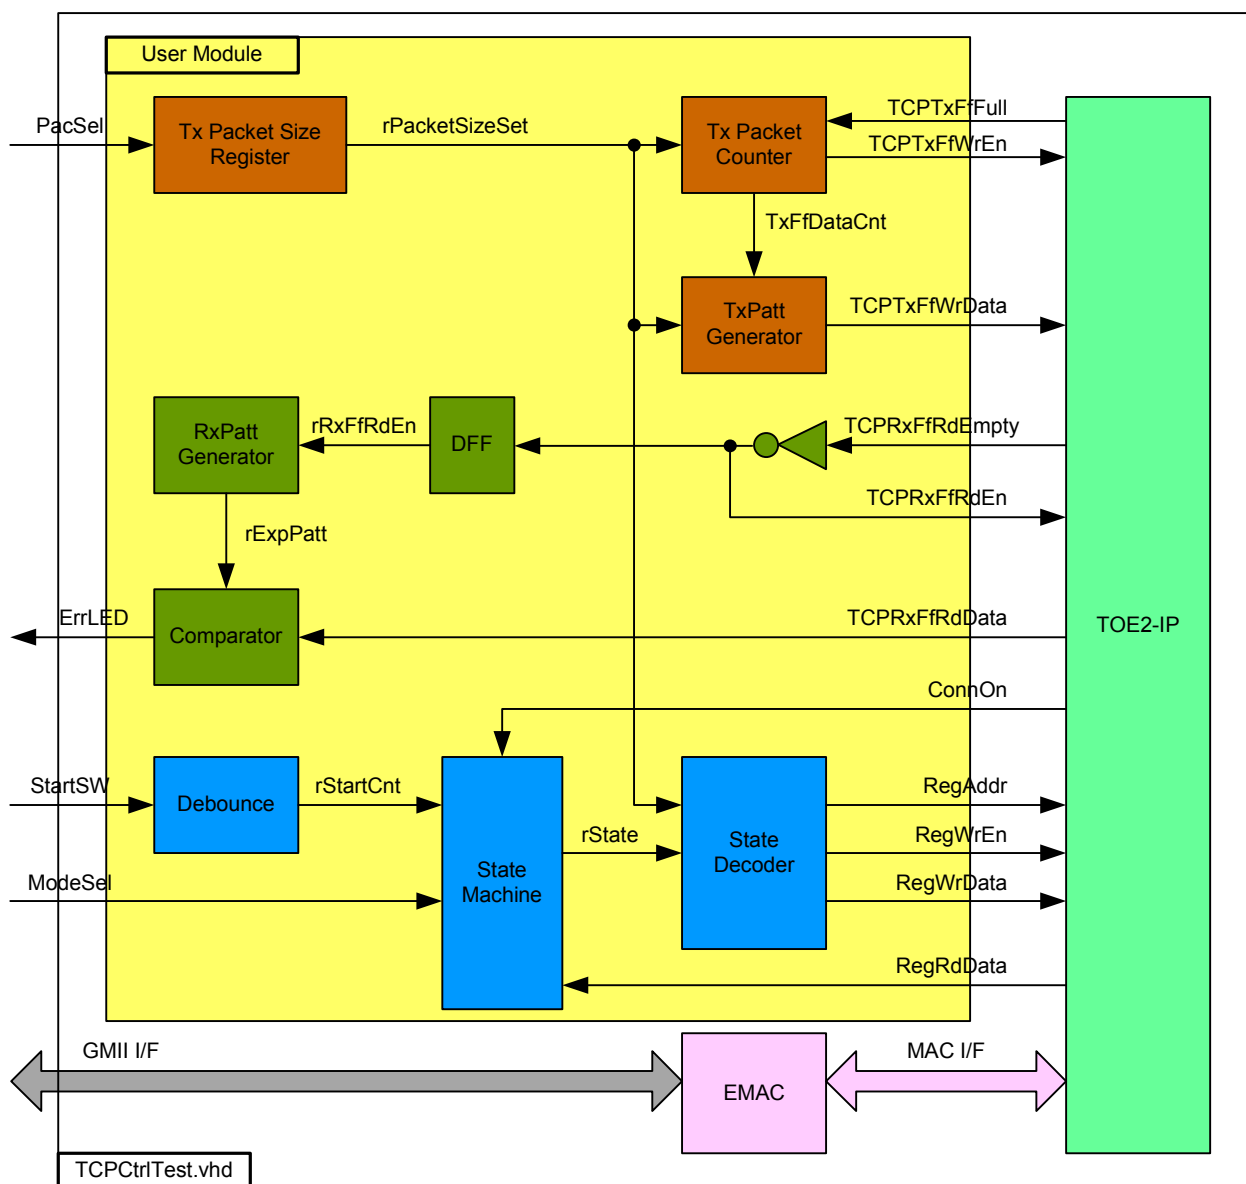 User Module
PacSel
Tx Packet Size
Register
rPacketSizeSet
Tx Packet
Counter
TCPTxFfFull
TCPTxFfWrEn
TxFfDataCnt
TxPatt
Generator
TCPTxFfWrData
RxPatt
Generator
rRxFfRdEn
DFF
TCPRxFfRdEmpty
TCPRxFfRdEn
rExpPatt
ErrLED
Comparator
TCPRxFfRdData
TOE2-IP
ConnOn
StartSW
Debounce
rStartCnt
State
Machine
rState
State
Decoder
RegAddr
RegWrEn
RegWrData
ModeSel
RegRdData
GMII I/F
EMAC
MAC I/F
TCPCtrlTest.vhd